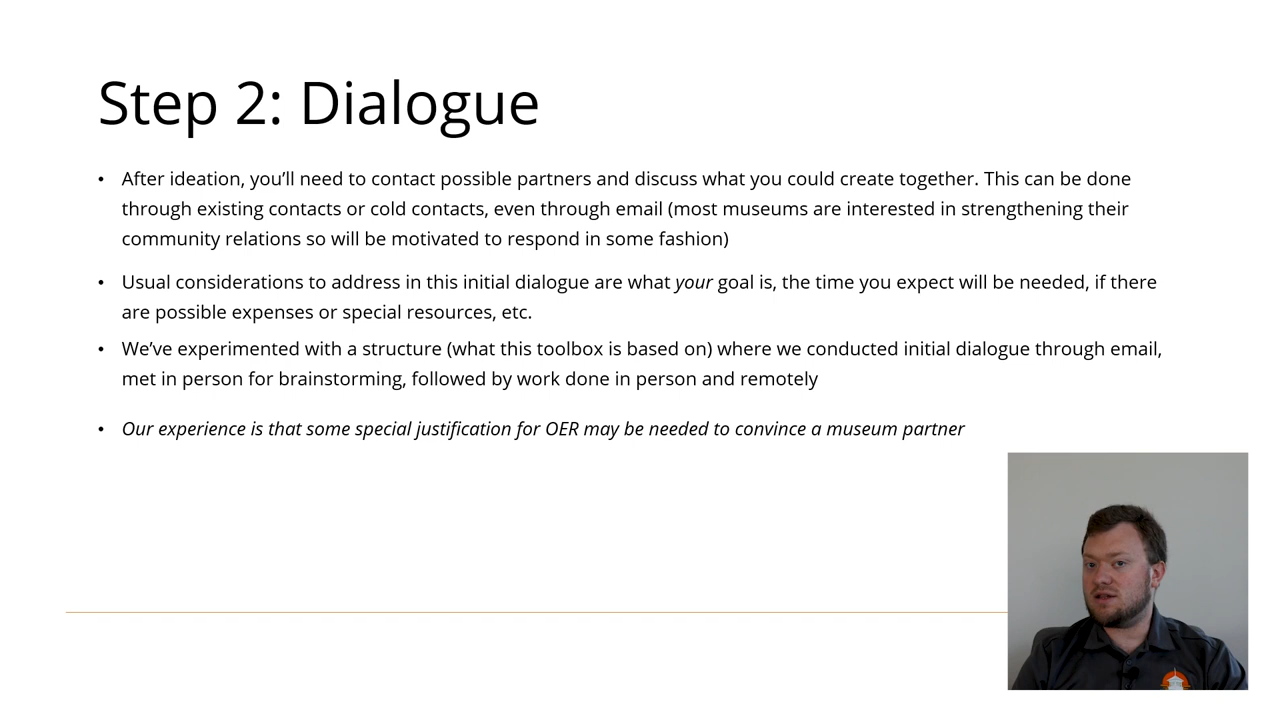 Step 2: Dialogue
• After ideation, you’ll need to contact possible partners and discuss what you could create together. This can be done
through existing contacts or cold contacts, even through email (most museums are interested in strengthening their
community relations so will be motivated to respond in some fashion)
• Usual considerations to address in this initial dialogue are what your goal is, the time you expect will be needed, if there
are possible expenses or special resources, etc.
• We’ve experimented with a structure (what this toolbox is based on) where we conducted initial dialogue through email,
met in person for brainstorming, followed by work done in person and remotely
• Our experience is that some special justification for OER may be needed to convince a museum partner